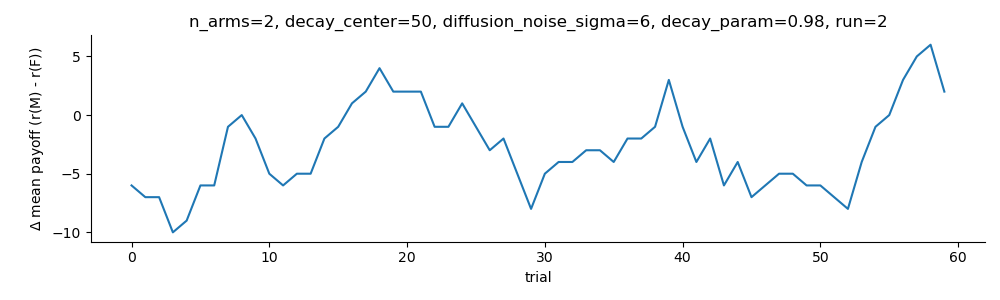 n_arms=2, decay_center=50, diffusion_noise_sigma=6, decay_param=0.98, run=2
Δ mean payoff (r(M) - r(F))
5
0
−5
−10
0 10 20 30 40 50 60
trial